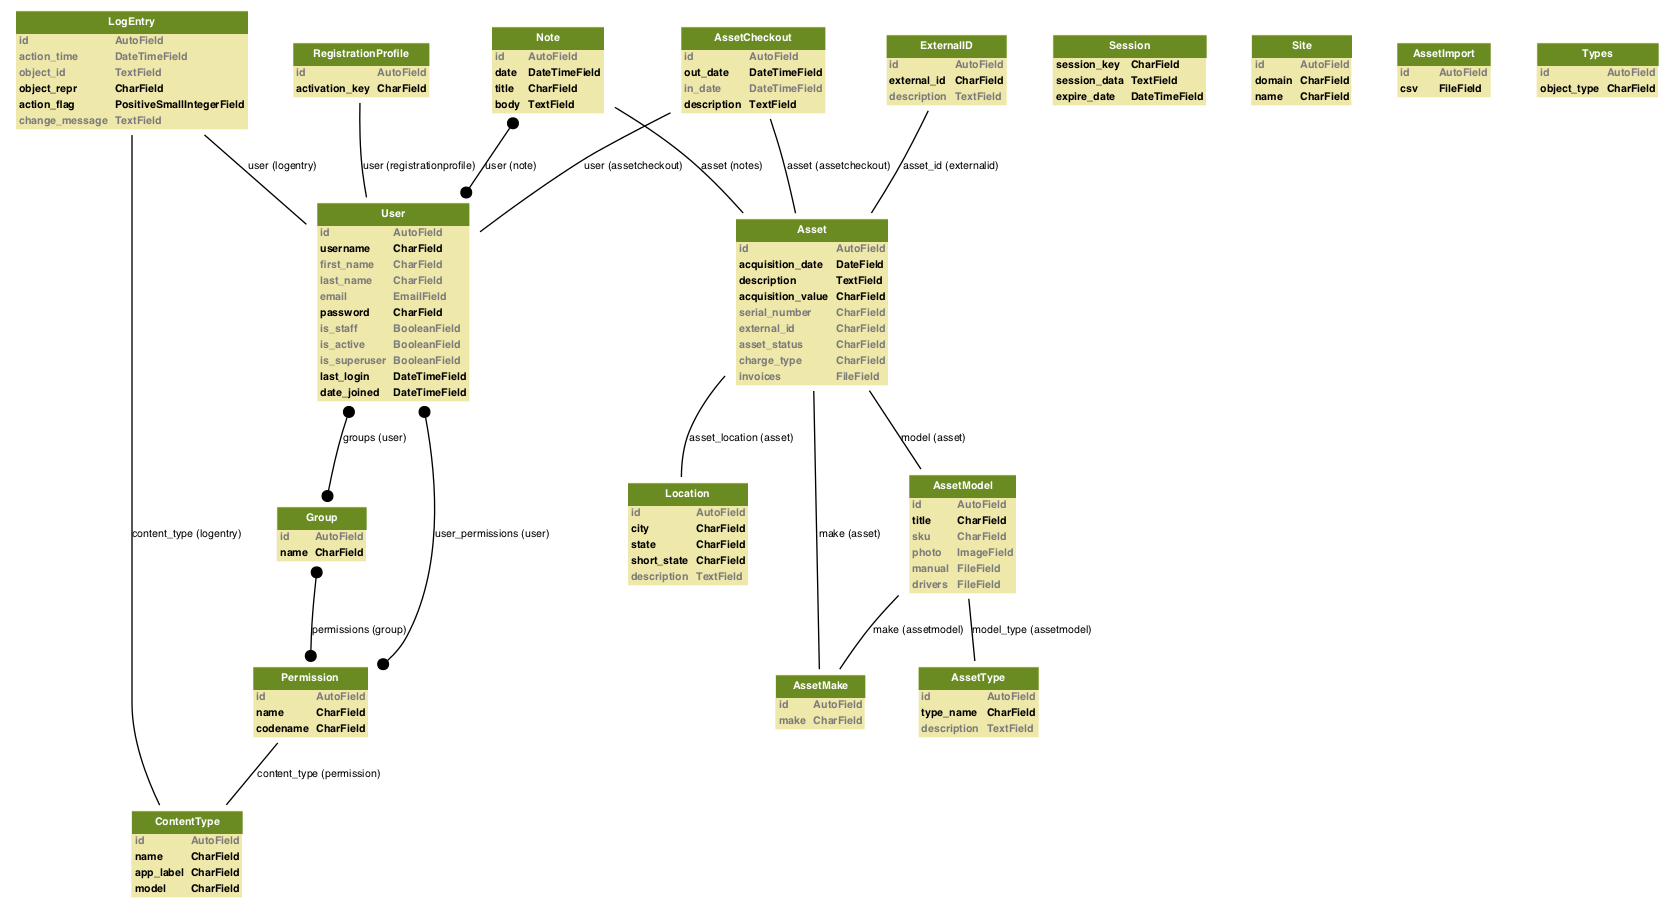 LogEntry
id AutoField
action_time DateTimeField
object_id TextField
object_repr CharField
action_flag PositiveSmallIntegerField
change_message TextField
RegistrationProfile
id AutoField
activation_key CharField
Note
id AutoField
date DateTimeField
title CharField
body TextField
AssetCheckout
id AutoField
out_date DateTimeField
in_date DateTimeField
description TextField
ExternalID
id AutoField
external_id CharField
description TextField
Session
session_key CharField
session_data TextField
expire_date DateTimeField
Site
id AutoField
domain CharField
name CharField
AssetImport
id AutoField
csv FileField
Types
id AutoField
object_type CharField
user (logentry)
user (registrationprofile)
user (note)
user (assetcheckout)
asset (notes)
asset (assetcheckout)
asset_id (externalid)
User
id AutoField
username CharField
first_name CharField
last_name CharField
email EmailField
password CharField
is_staff BooleanField
is_active BooleanField
is_superuser BooleanField
last_login DateTimeField
date_joined DateTimeField
Asset
id AutoField
acquisition_date DateField
description TextField
acquisition_value CharField
serial_number CharField
external_id CharField
asset_status CharField
charge_type CharField
invoices FileField
groups (user)
asset_location (asset)
model (asset)
Location
id AutoField
city CharField
state CharField
short_state CharField
description TextField
AssetModel
id AutoField
title CharField
sku CharField
photo ImageField
manual FileField
drivers FileField
Group
id AutoField
name CharField
content_type (logentry)
user_permissions (user)
make (asset)
permissions (group)
make (assetmodel)
model_type (assetmodel)
Permission
id AutoField
name CharField
codename CharField
AssetMake
id AutoField
make CharField
AssetType
id AutoField
type_name CharField
description TextField
content_type (permission)
ContentType
id AutoField
name CharField
app_label CharField
model CharField